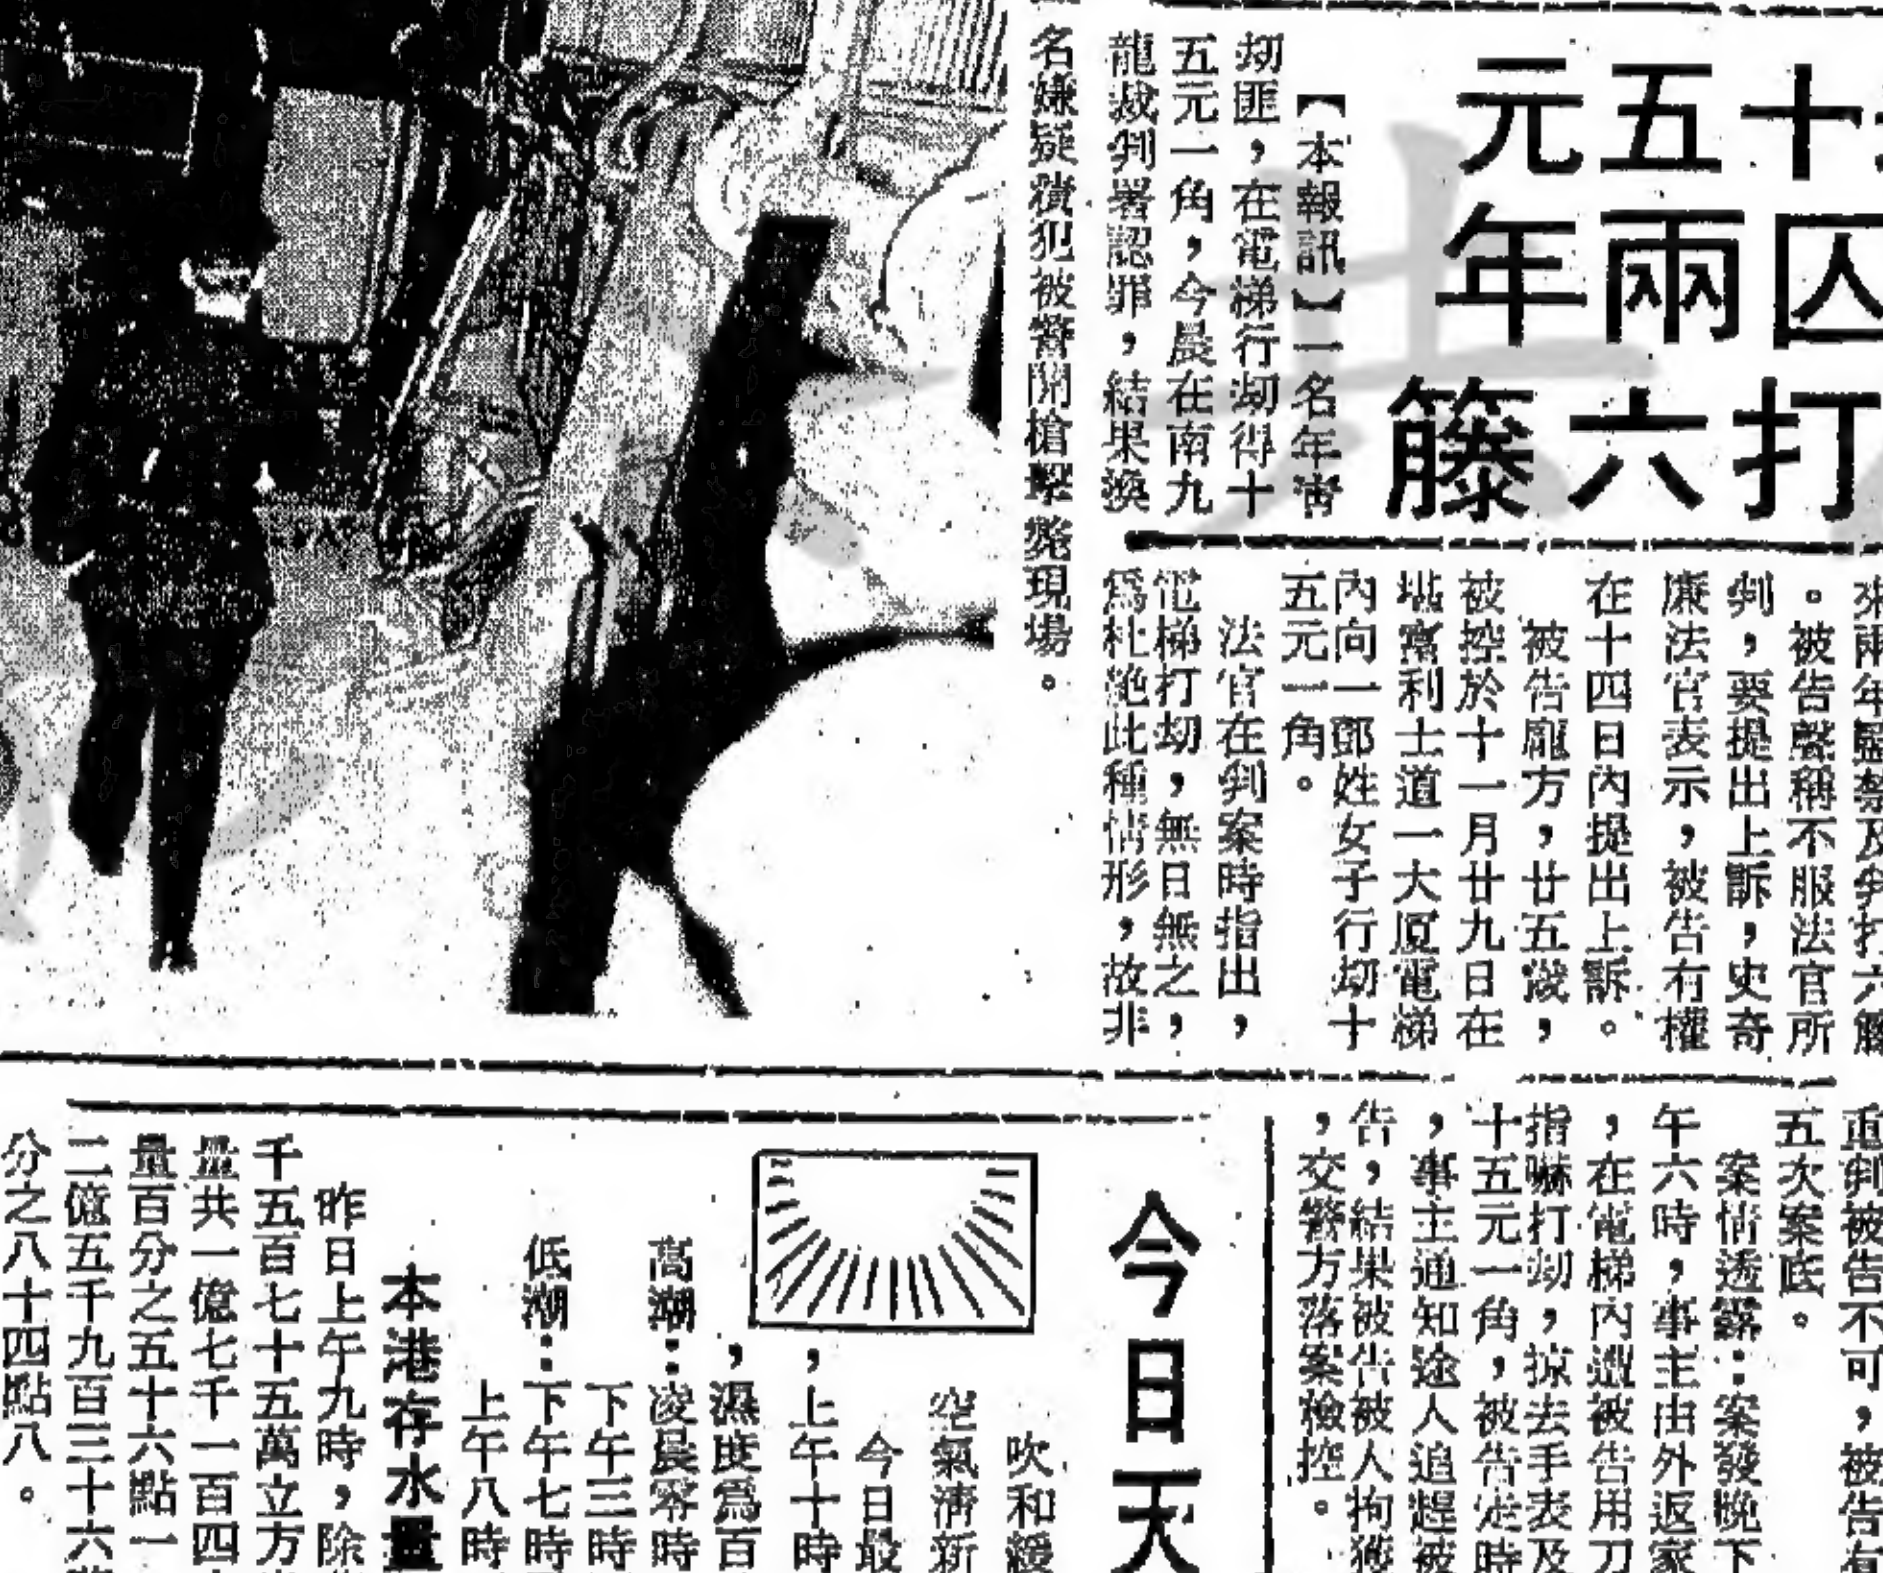 十五元
囚兩年
打六籐
【本報訊】一名年青
劫匪，在電梯行劫得十
五元一角，今晨在南九
龍裁判署認罪，結果換
來兩年監禁及判打六籐
。被告聲稱不服法官所
判，要提出上訴，史奇
廉法官表示，被告有權
在十四日內提出上訴。
被告龐方，廿五歲，
被控於十一月廿九日在
窩利士道一大厦電梯
內向一鄧姓女子行劫十
五元一角。
法官在判案時指出，
電梯打劫，無日無之，
爲杜絶此種情形，故非
重判被告不可，被告有
五次案底。
案情透露：案發晚下
午六時，事主由外返家
，在電梯內遭被告用刀
指嚇打劫，掠去手表及
十五元一角，被告走時
，事主通知途人追趕被
告，結果被告被人拘獲
，交警方落案檢控。
名嫌疑積犯被警開槍擊斃現場。
今日天
吹和緩
空氣清新
今日最
，上午十時
，濕度爲百
高潮：凌晨零時
下午三時
低潮：下午七時
上午八時
本港存水量
昨日上午九時，除
千五百七十五萬立方
量共一億七千一百四
量百分之五十六點一
二億五千九百三十六
分之八十四點八。